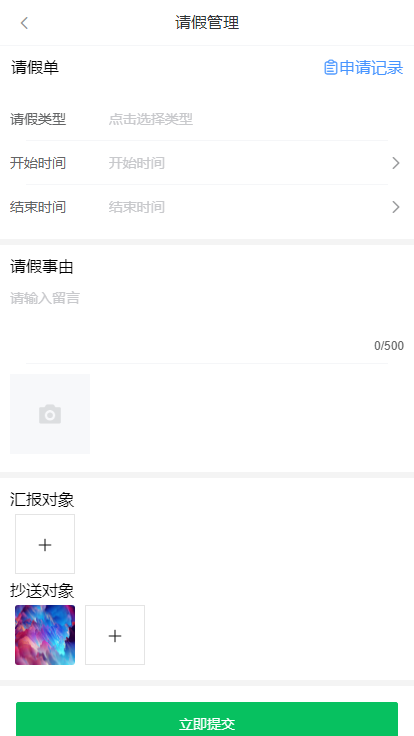 请假管理
请假单 申请记录
请假类型 点击选择类型
开始时间 开始时间
结束时间 结束时间
请假事由
请输入留言
0/500
汇报对象
抄送对象
立即提交